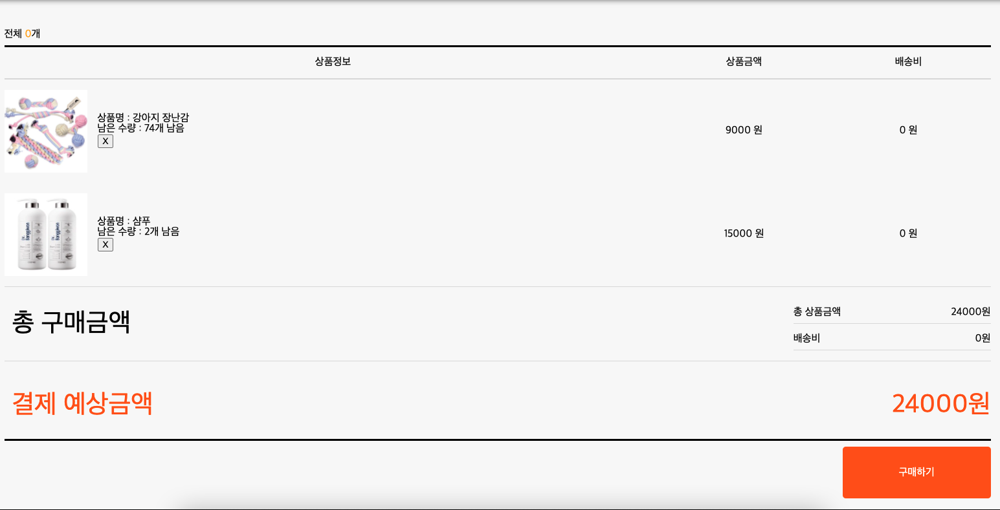 전체 0개
상품정보 상품금액 배송비
상품명 : 강아지 장난감
남은 수량 : 74개 남음
X
9000 원 0 원
상품명 : 샴푸
남은 수량 : 2개 남음
X
15000 원 0 원
총 구매금액
총 상품금액 24000원
배송비 0원
결제 예상금액 24000원
구매하기